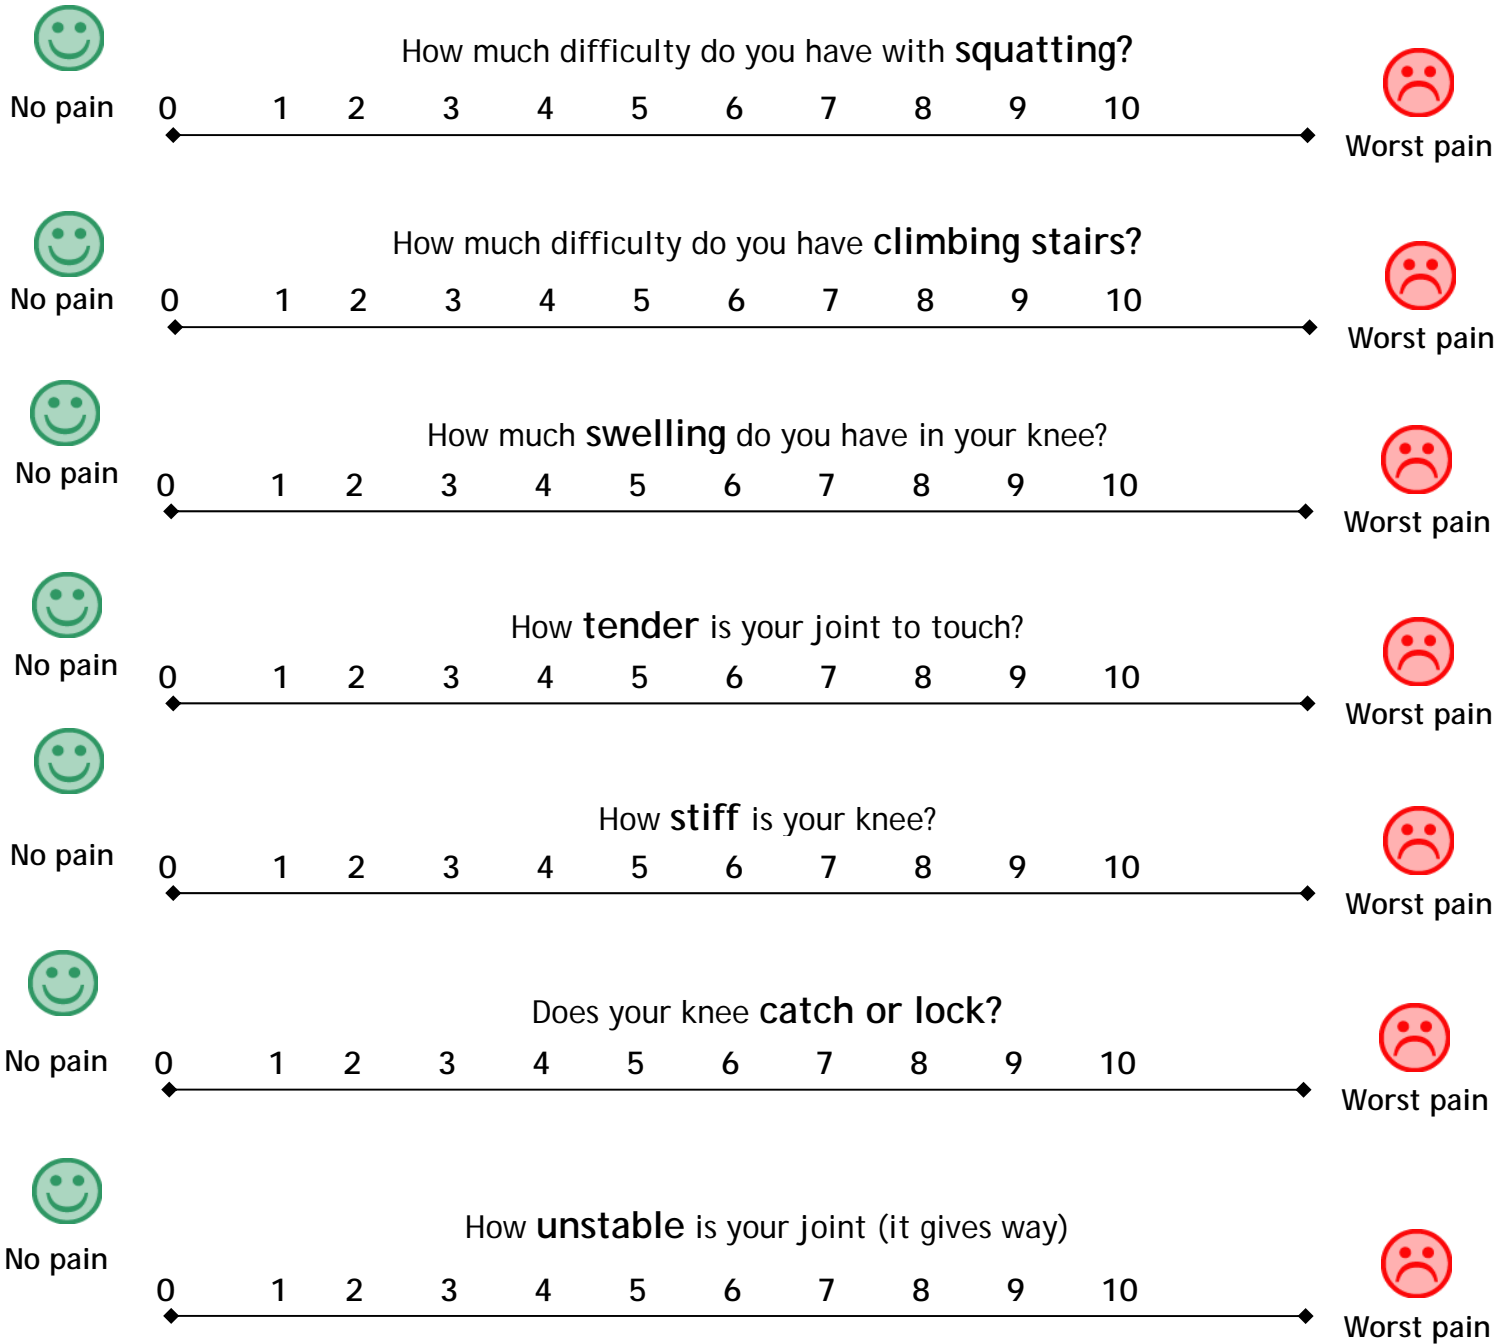 How much difficulty do you have with squatting?
No pain 0 1 2 3 4 5 6 7 8 9 10
Worst pain
How much difficulty do you have climbing stairs?
No pain 0 1 2 3 4 5 6 7 8 9 10
Worst pain
How much swelling do you have in your knee?
No pain 0 1 2 3 4 5 6 7 8 9 10
Worst pain
How tender is your joint to touch?
No pain 0 1 2 3 4 5 6 7 8 9 10
Worst pain
How stiff is your knee?
No pain 0 1 2 3 4 5 6 7 8 9 10
Worst pain
Does your knee catch or lock?
No pain 0 1 2 3 4 5 6 7 8 9 10
Worst pain
How unstable is your joint (it gives way)
No pain 0 1 2 3 4 5 6 7 8 9 10
Worst pain